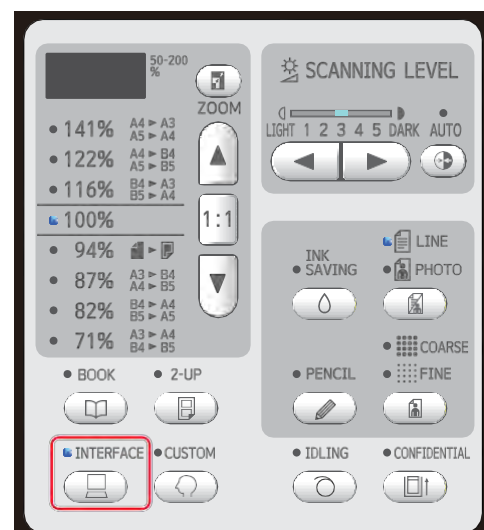 50-200
%
ZOOM
141% A4 ► A3
A5 ► A4
122% A4 ► B4
A5 ► B5
116% B4 ► A3
B5 ► A4
100%
1:1
94%
87% A3 ► B4
A4 ► B5
82% B4 ► A4
B5 ► A5
71% A3 ► A4
B4 ► B5
BOOK
2-UP
INTERFACE
CUSTOM
SCANNING LEVEL
LIGHT 1 2 3 4 5 DARK AUTO
INK
SAVING
LINE
PHOTO
PENCIL
COARSE
FINE
IDLING
CONFIDENTIAL